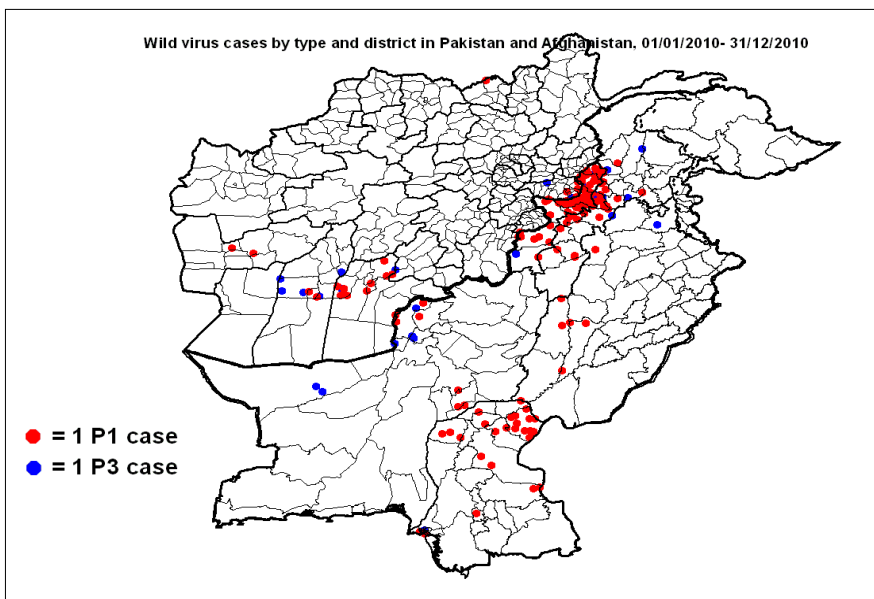 Wild virus cases by type and district in Pakistan and Afghanistan, 01/01/2010- 31/12/2010
= 1 P1 case
= 1 P3 case